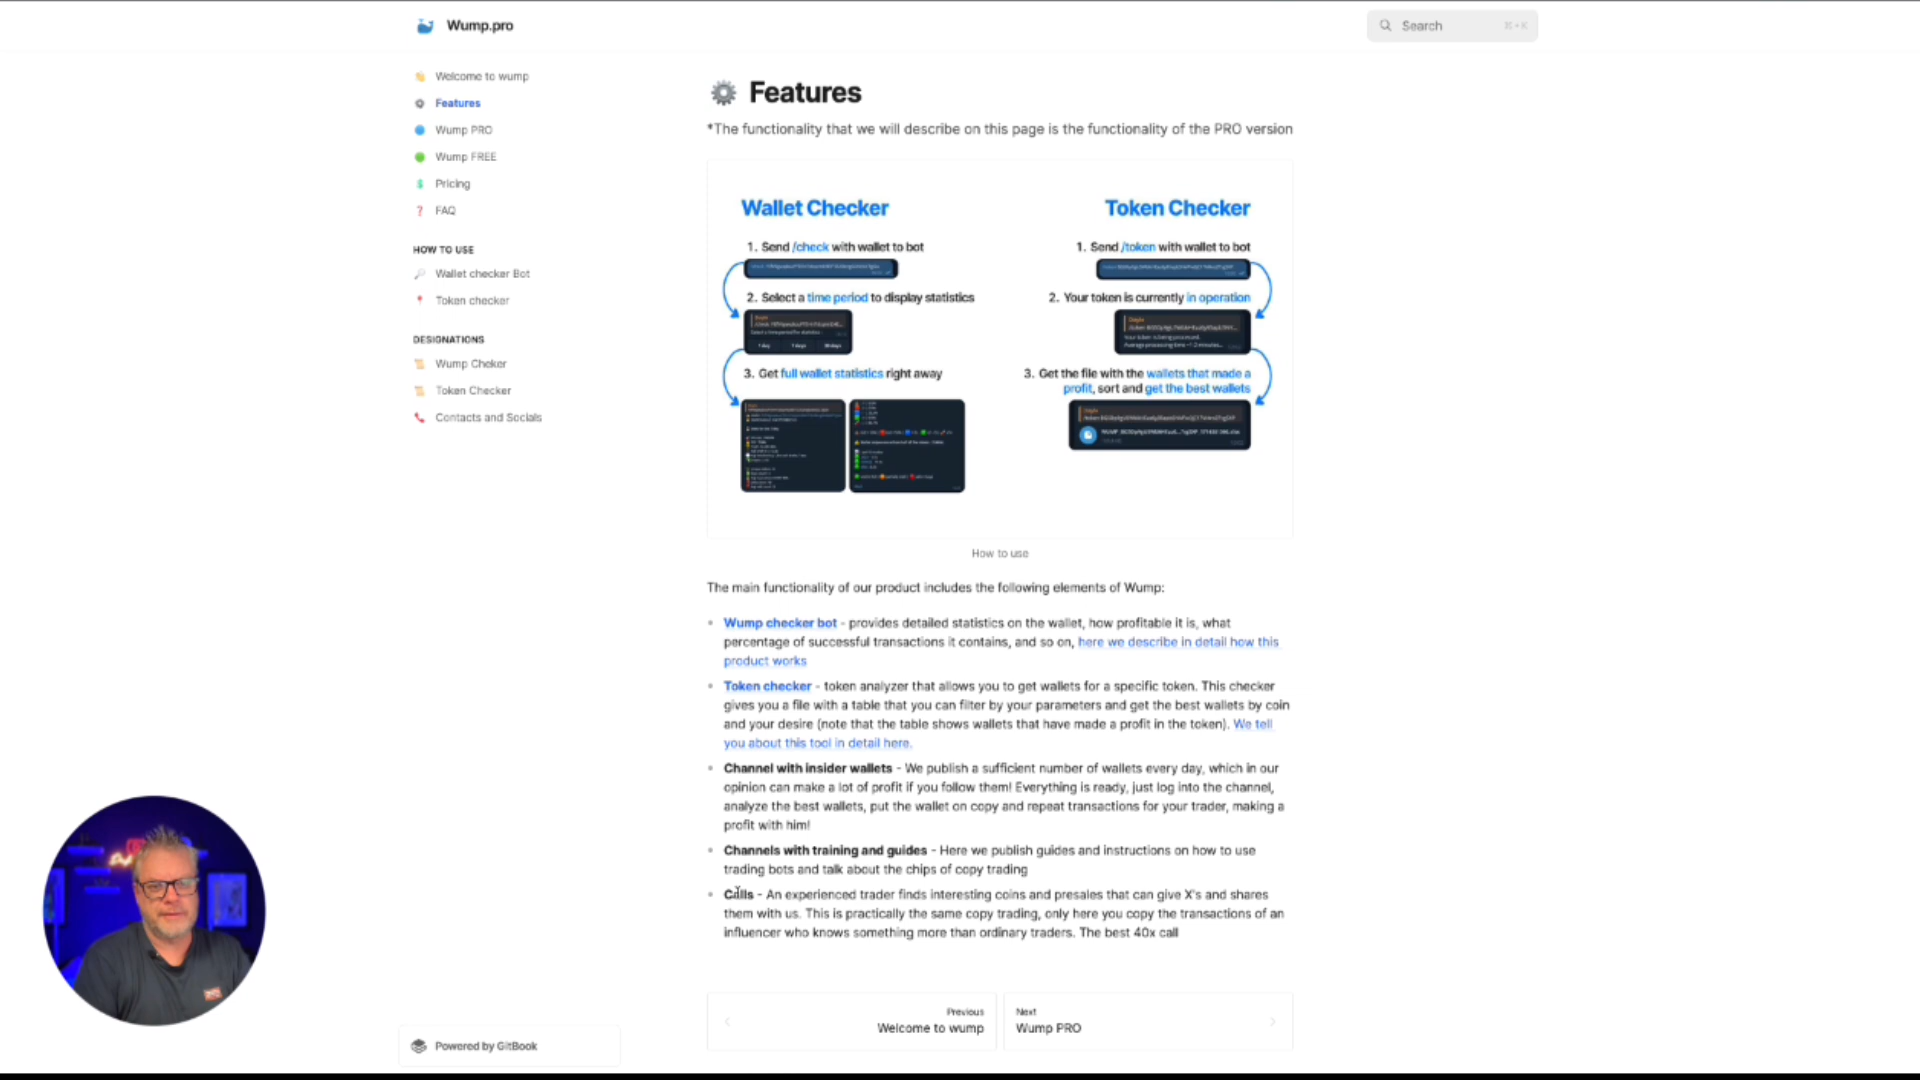 Wump.pro
Search
⌘+K
Welcome to wump
Features
Wump PRO
Wump FREE
Pricing
FAQ
HOW TO USE
Wallet checker Bot
Token checker
DESIGNATIONS
Wump Cheker
Token Checker
Contacts and Socials
Powered by GitBook
Features
*The functionality that we will describe on this page is the functionality of the PRO version
Wallet Checker
1. Send /check with wallet to bot
2. Select a time period to display statistics
1 day 7 days 30 days
3. Get full wallet statistics right away
Token Checker
1. Send /token with wallet to bot
2. Your token is currently in operation
Your token is being processed.
3. Get the file with the wallets that made a
profit, sort and get the best wallets
How to use
The main functionality of our product includes the following elements of Wump:
Wump checker bot - provides detailed statistics on the wallet, how profitable it is, what
percentage of successful transactions it contains, and so on, here we describe in detail how this
product works
Token checker - token analyzer that allows you to get wallets for a specific token. This checker
gives you a file with a table that you can filter by your parameters and get the best wallets by coin
and your desire (note that the table shows wallets that have made a profit in the token). We tell
you about this tool in detail here.
Channel with insider wallets - We publish a sufficient number of wallets every day, which in our
opinion can make a lot of profit if you follow them! Everything is ready, just log into the channel,
analyze the best wallets, put the wallet on copy and repeat transactions for your trader, making a
profit with him!
Channels with training and guides - Here we publish guides and instructions on how to use
trading bots and talk about the chips of copy trading
Calls - An experienced trader finds interesting coins and presales that can give X's and shares
them with us. This is practically the same copy trading, only here you copy the transactions of an
influencer who knows something more than ordinary traders. The best 40x call
Previous
Welcome to wump
Next
Wump PRO